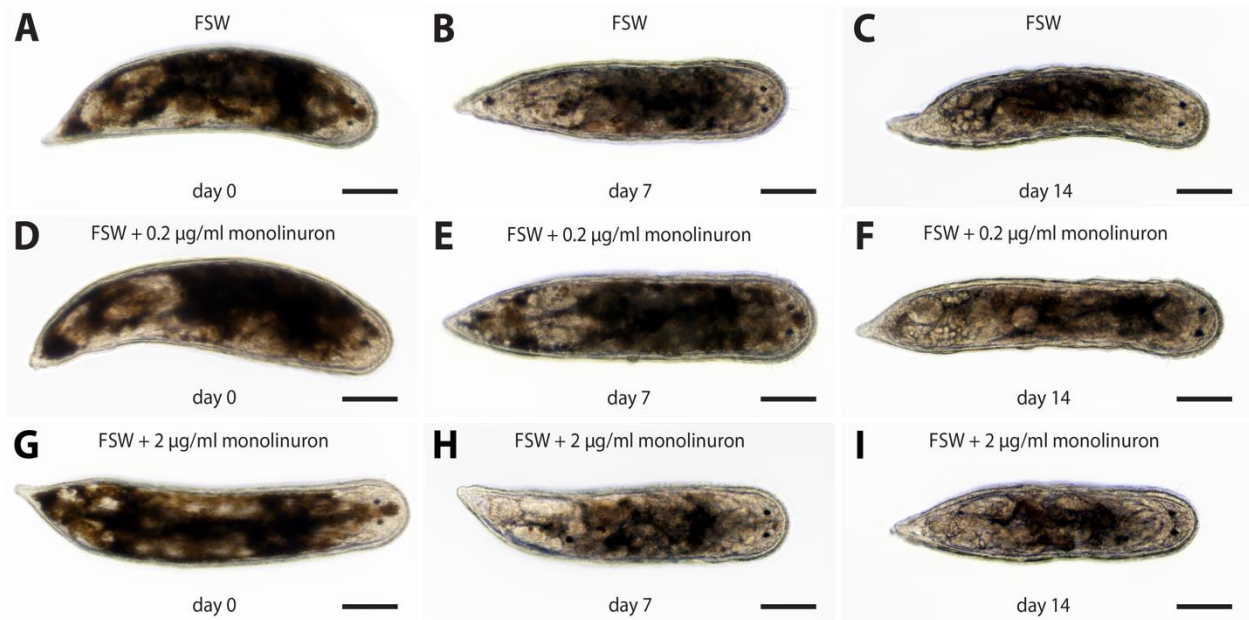 A
FSW
day 0
B
FSW
day 7
C
FSW
day 14
D
FSW + 0.2 µg/ml monolinuron
day 0
E
FSW + 0.2 µg/ml monolinuron
day 7
F
FSW + 0.2 µg/ml monolinuron
day 14
G
FSW + 2 µg/ml monolinuron
day 0
H
FSW + 2 µg/ml monolinuron
day 7
I
FSW + 2 µg/ml monolinuron
day 14